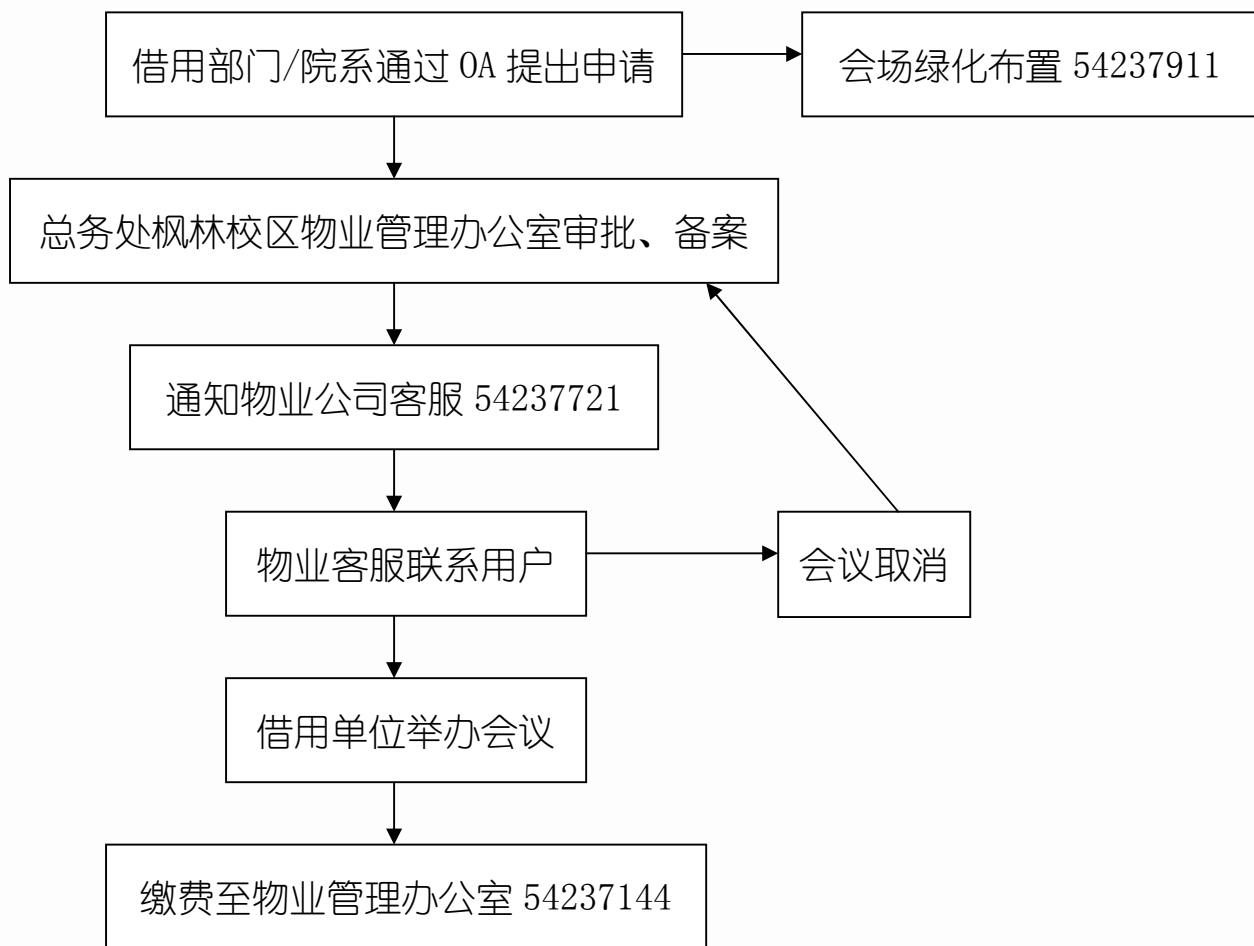 借用部门/院系通过 OA 提出申请
会场绿化布置 54237911
总务处枫林校区物业管理办公室审批、备案
通知物业公司客服 54237721
物业客服联系用户
会议取消
借用单位举办会议
缴费至物业管理办公室 54237144